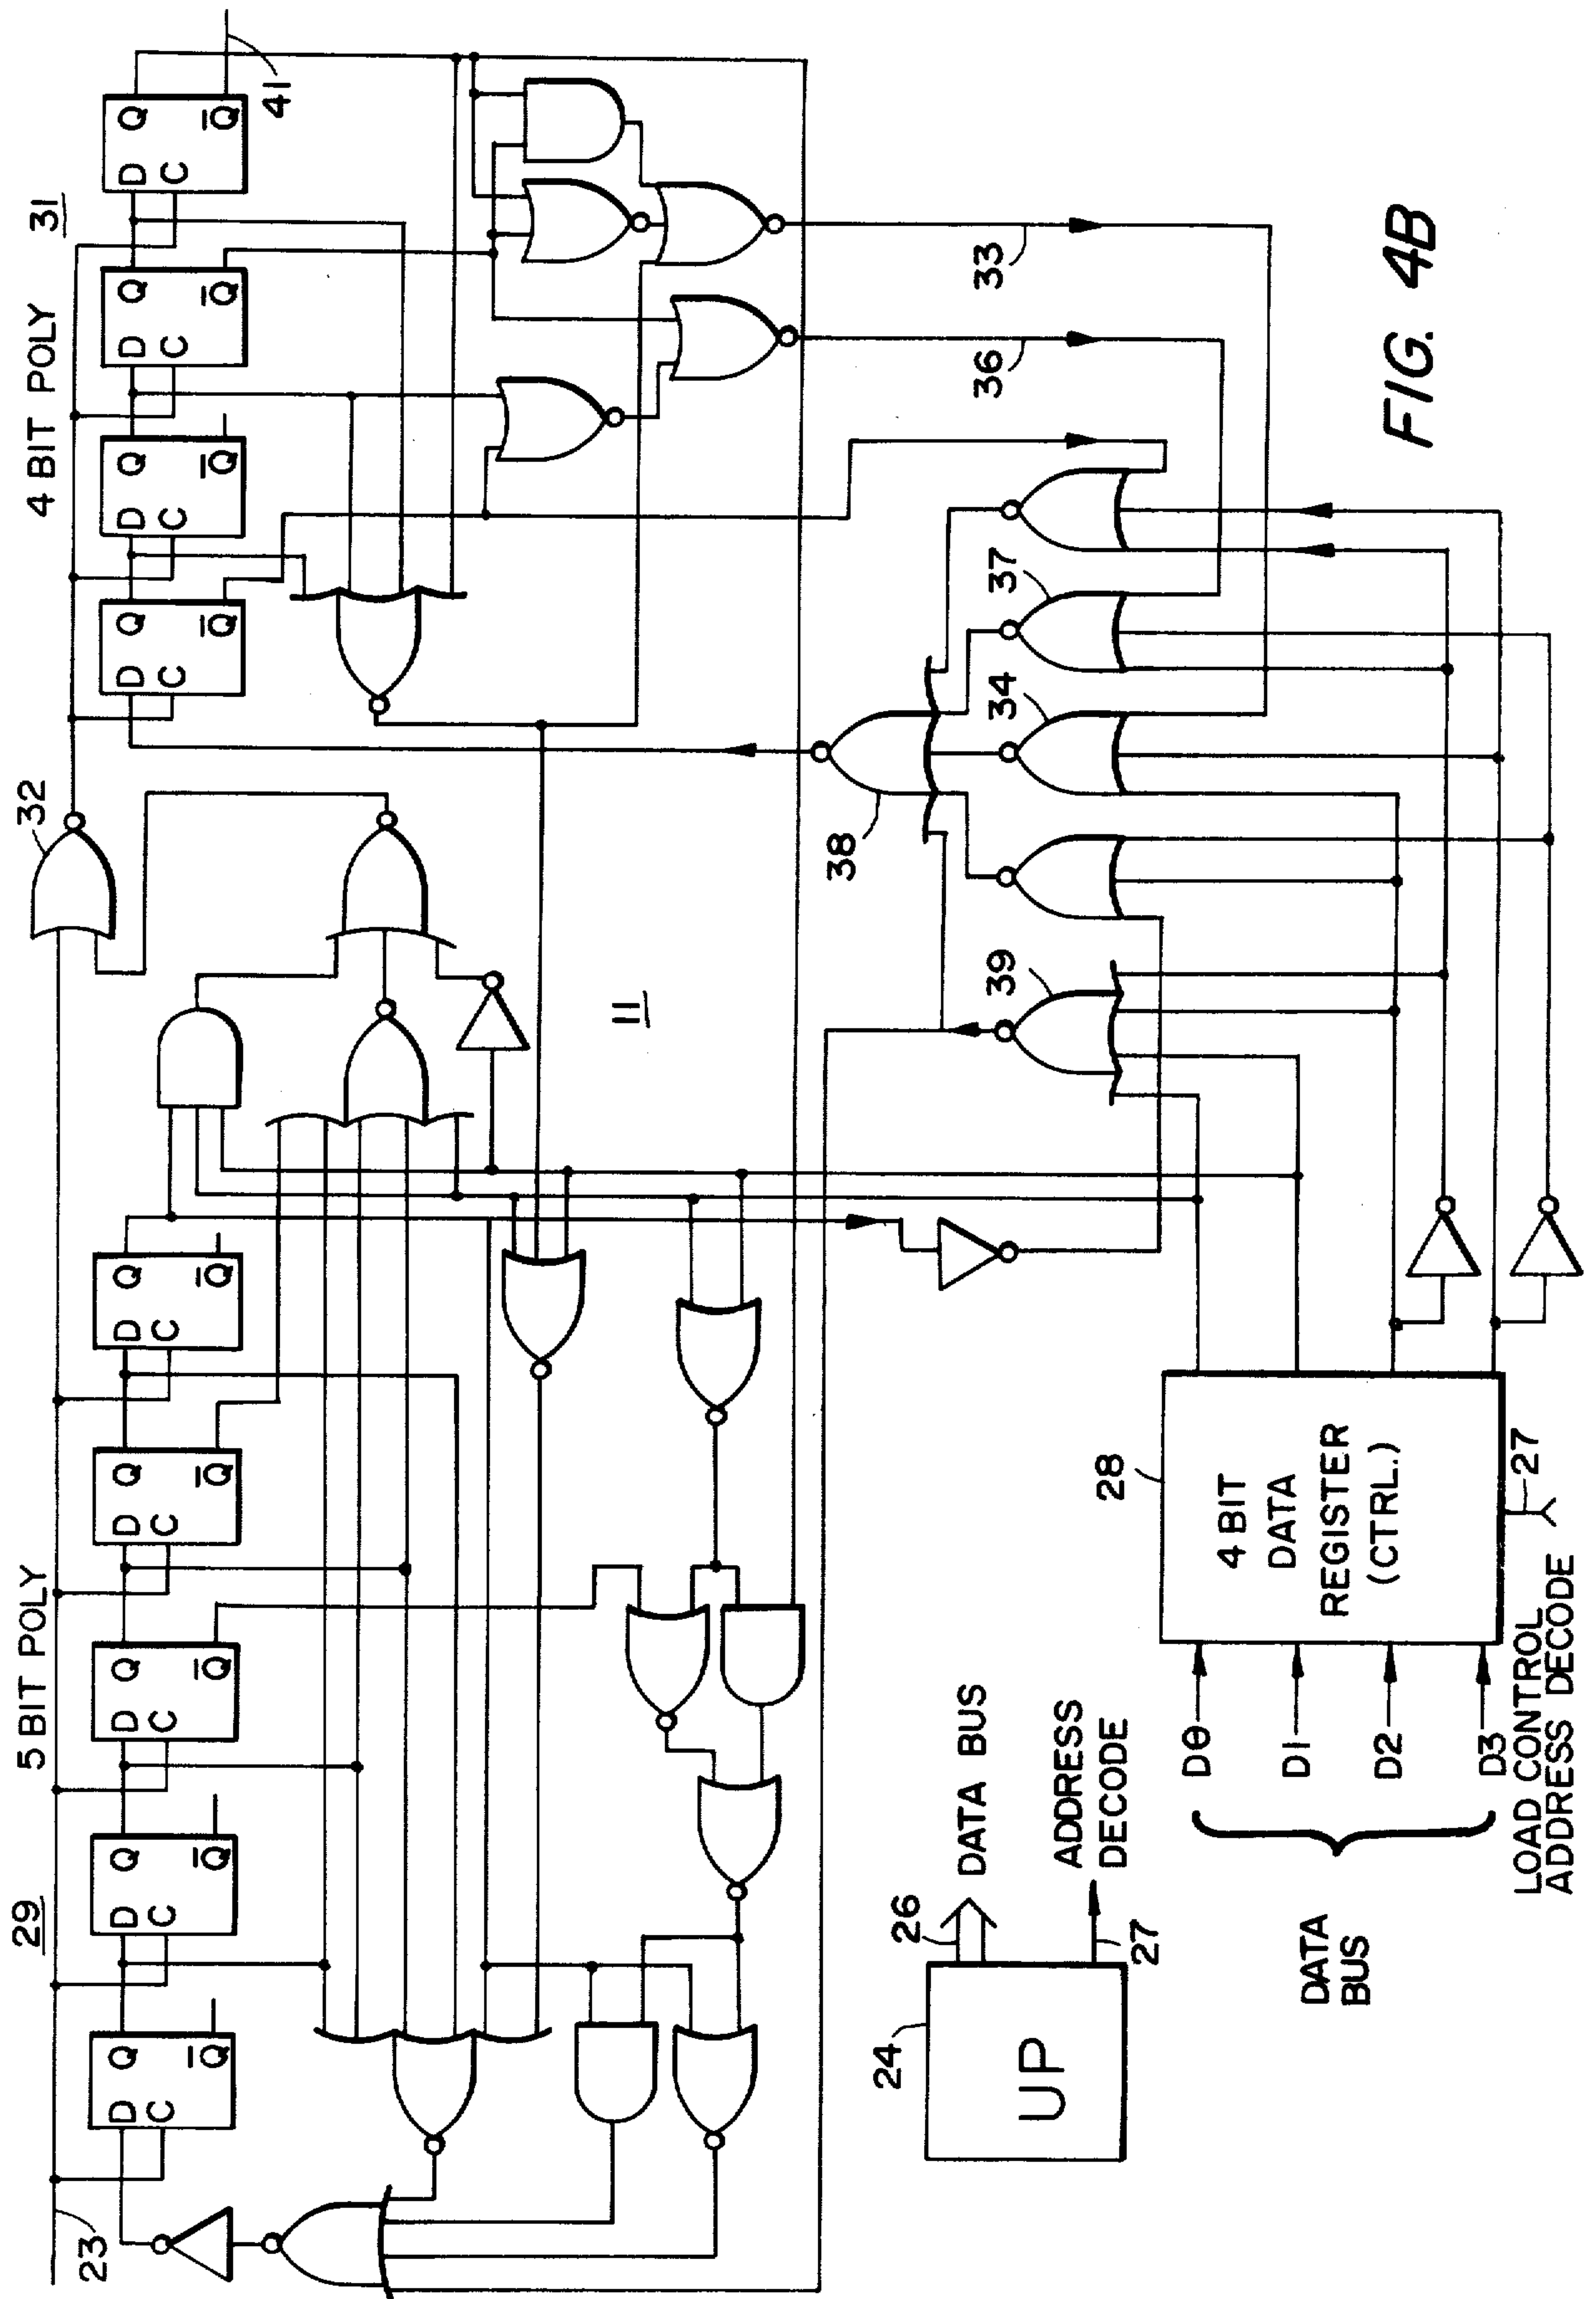 23
29
5 BIT POLY
D Q
C Q̅
D Q
C Q̅
D Q
C Q̅
D Q
C Q̅
D Q
C Q̅
32
4 BIT POLY
31
D Q
C Q̅
D Q
C Q̅
D Q
C Q̅
D Q
C Q̅
41
11
33
36
38
39
34
37
24
UP
26
DATA BUS
27
ADDRESS
DECODE
DATA
BUS
D0
D1
D2
D3
28
4 BIT
DATA
REGISTER
(CTRL.)
27
LOAD CONTROL
ADDRESS DECODE
FIG. 4B